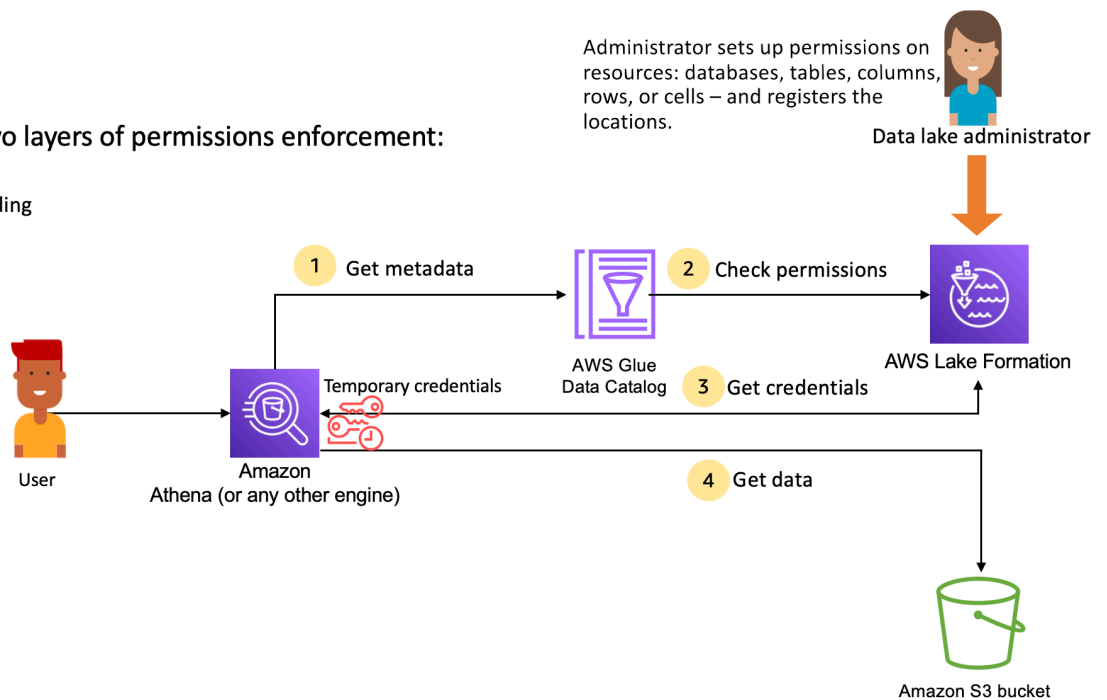 Administrator sets up permissions on
resources: databases, tables, columns,
rows, or cells – and registers the
locations.
Data lake administrator
layers of permissions enforcement:
1 Get metadata
2 Check permissions
AWS Glue
Data Catalog
AWS Lake Formation
Temporary credentials
3 Get credentials
User
Amazon
Athena (or any other engine)
4 Get data
Amazon S3 bucket